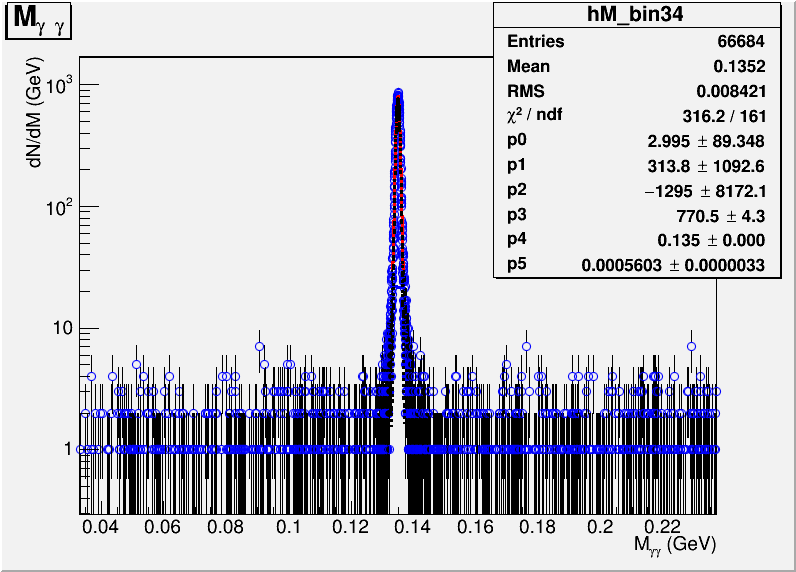 M γ γ
hM_bin34
Entries 66684
Mean 0.1352
RMS 0.008421
χ² / ndf 316.2 / 161
p0 2.995 ± 89.348
p1 313.8 ± 1092.6
p2 −1295 ± 8172.1
p3 770.5 ± 4.3
p4 0.135 ± 0.000
p5 0.0005603 ± 0.0000033
dN/dM (GeV)
10³
10²
10
1
0.04 0.06 0.08 0.1 0.12 0.14 0.16 0.18 0.2 0.22
M γγ (GeV)